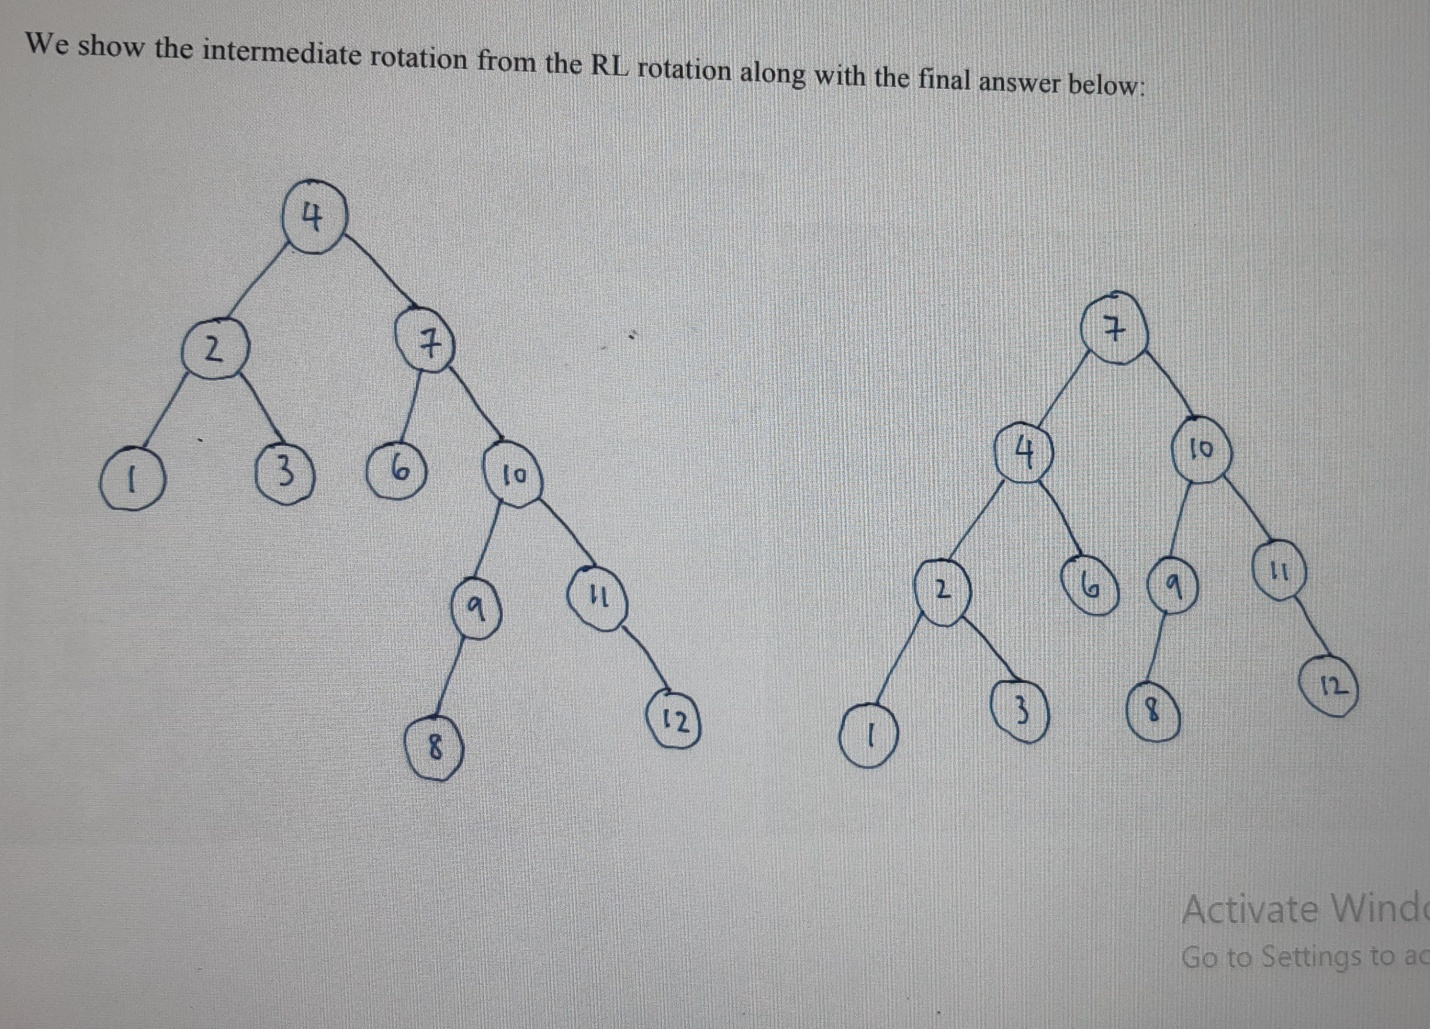 We show the intermediate rotation from the RL rotation along with the final answer below:
4
2 7
1 3 6 10
9 11
8 12
7
4 10
2 6 9 11
1 3 8 12
Activate Windo
Go to Settings to ac